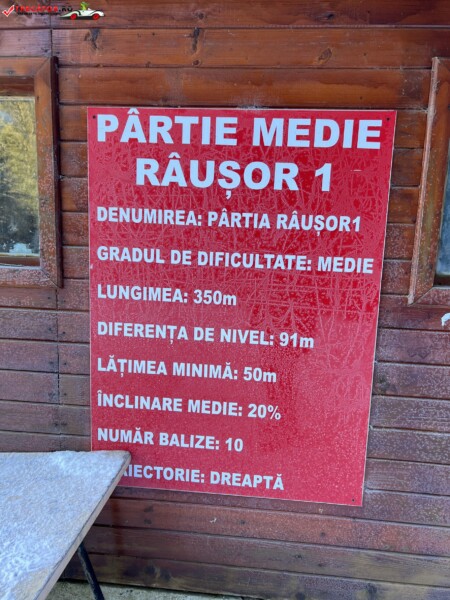 PÂRTIE MEDIE
RÂUȘOR 1
DENUMIREA: PÂRTIA RÂUȘOR1
GRADUL DE DIFICULTATE: MEDIE
LUNGIMEA: 350m
DIFERENȚA DE NIVEL: 91m
LĂȚIMEA MINIMĂ: 50m
ÎNCLINARE MEDIE: 20%
NUMĂR BALIZE: 10
DREAPTĂ